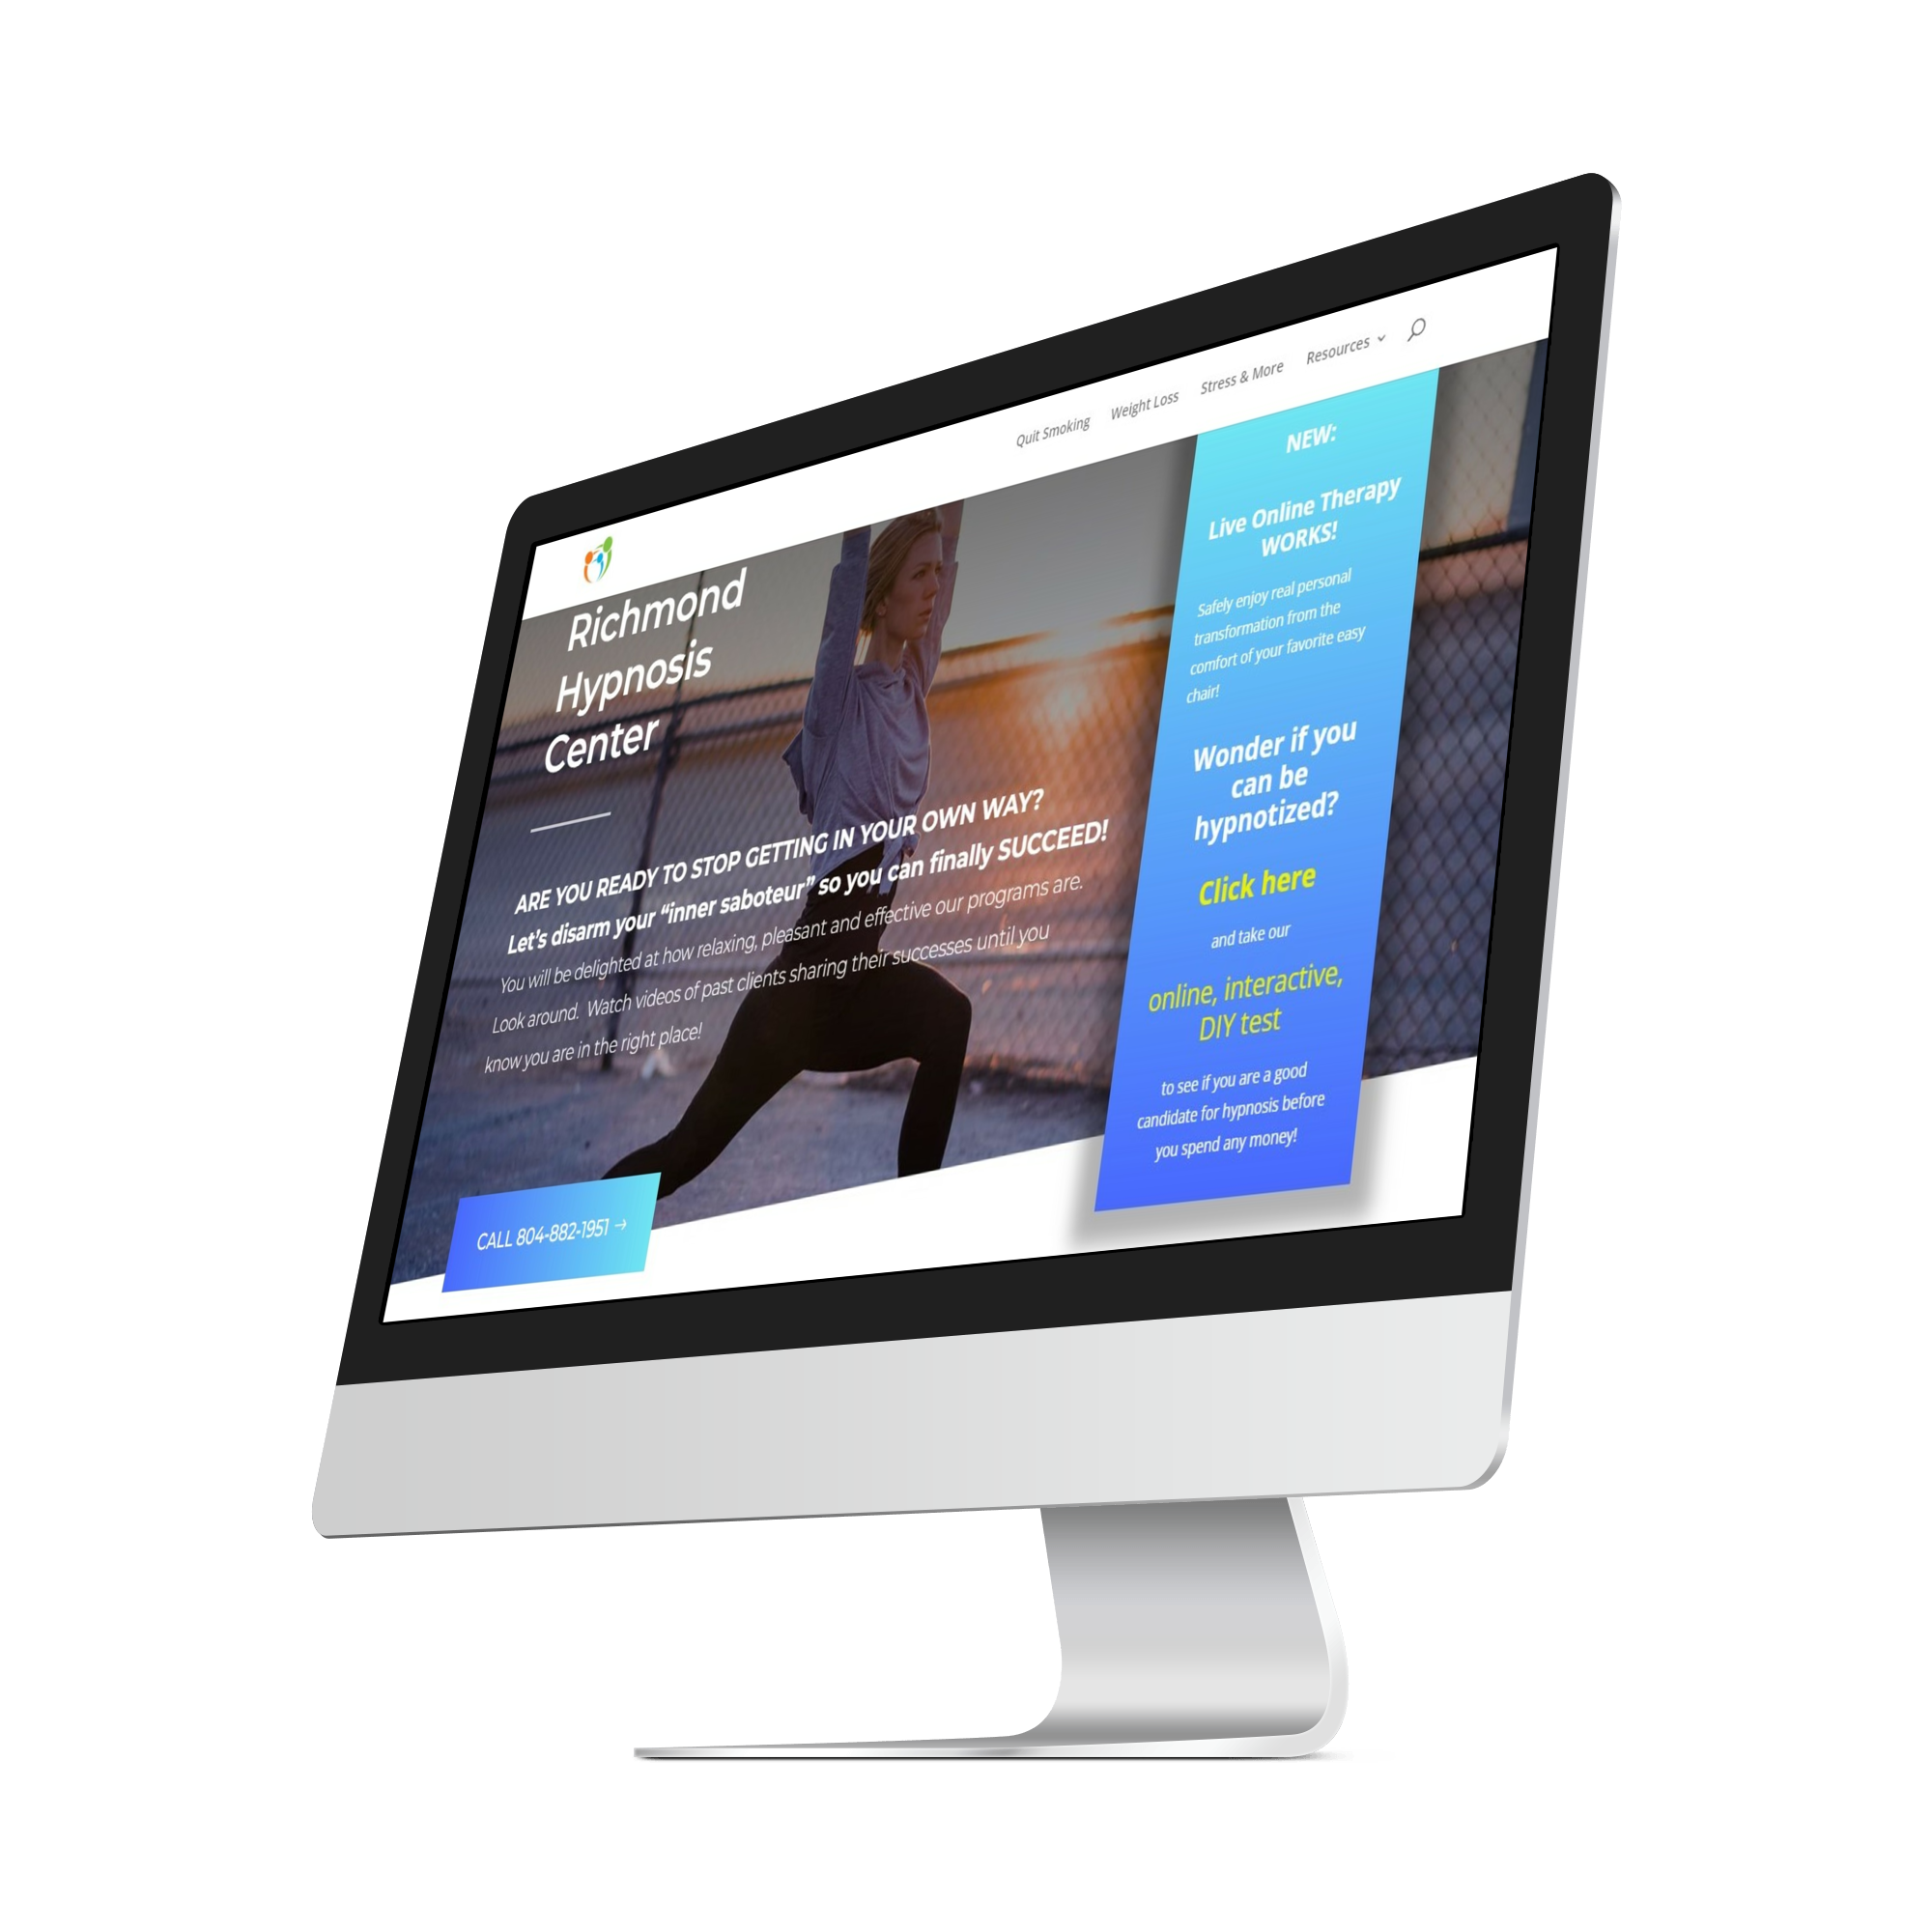 Quit Smoking
Weight Loss
Stress & More
Resources
Richmond
Hypnosis
Center
ARE YOU READY TO STOP GETTING IN YOUR OWN WAY?
Let's disarm your “inner saboteur” so you can finally SUCCEED!
You will be delighted at how relaxing, pleasant and effective our programs are.
Look around. Watch videos of past clients sharing their successes until you
know you are in the right place!
CALL 804-882-1951 →
NEW:
Live Online Therapy
WORKS!
Safely enjoy real personal
transformation from the
comfort of your favorite easy
chair!
Wonder if you
can be
hypnotized?
Click here
and take our
online, interactive,
DIY test
to see if you are a good
candidate for hypnosis before
you spend any money!